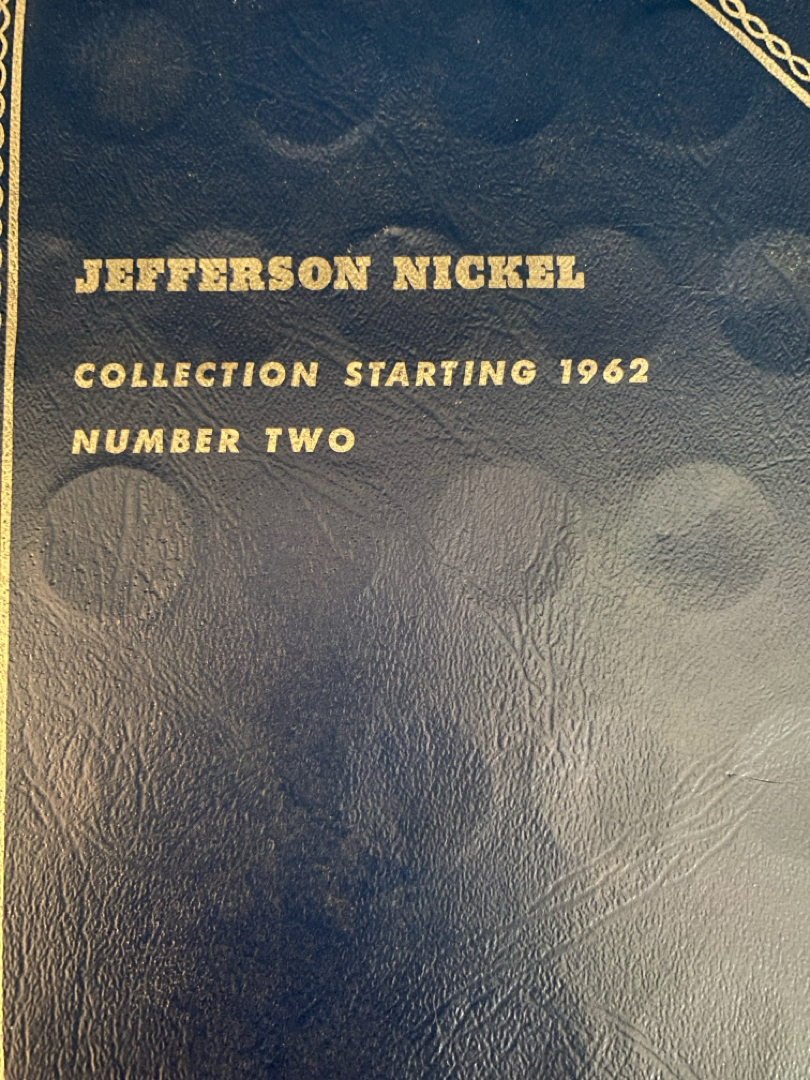 JEFFERSON NICKEL
COLLECTION STARTING 1962
NUMBER TWO